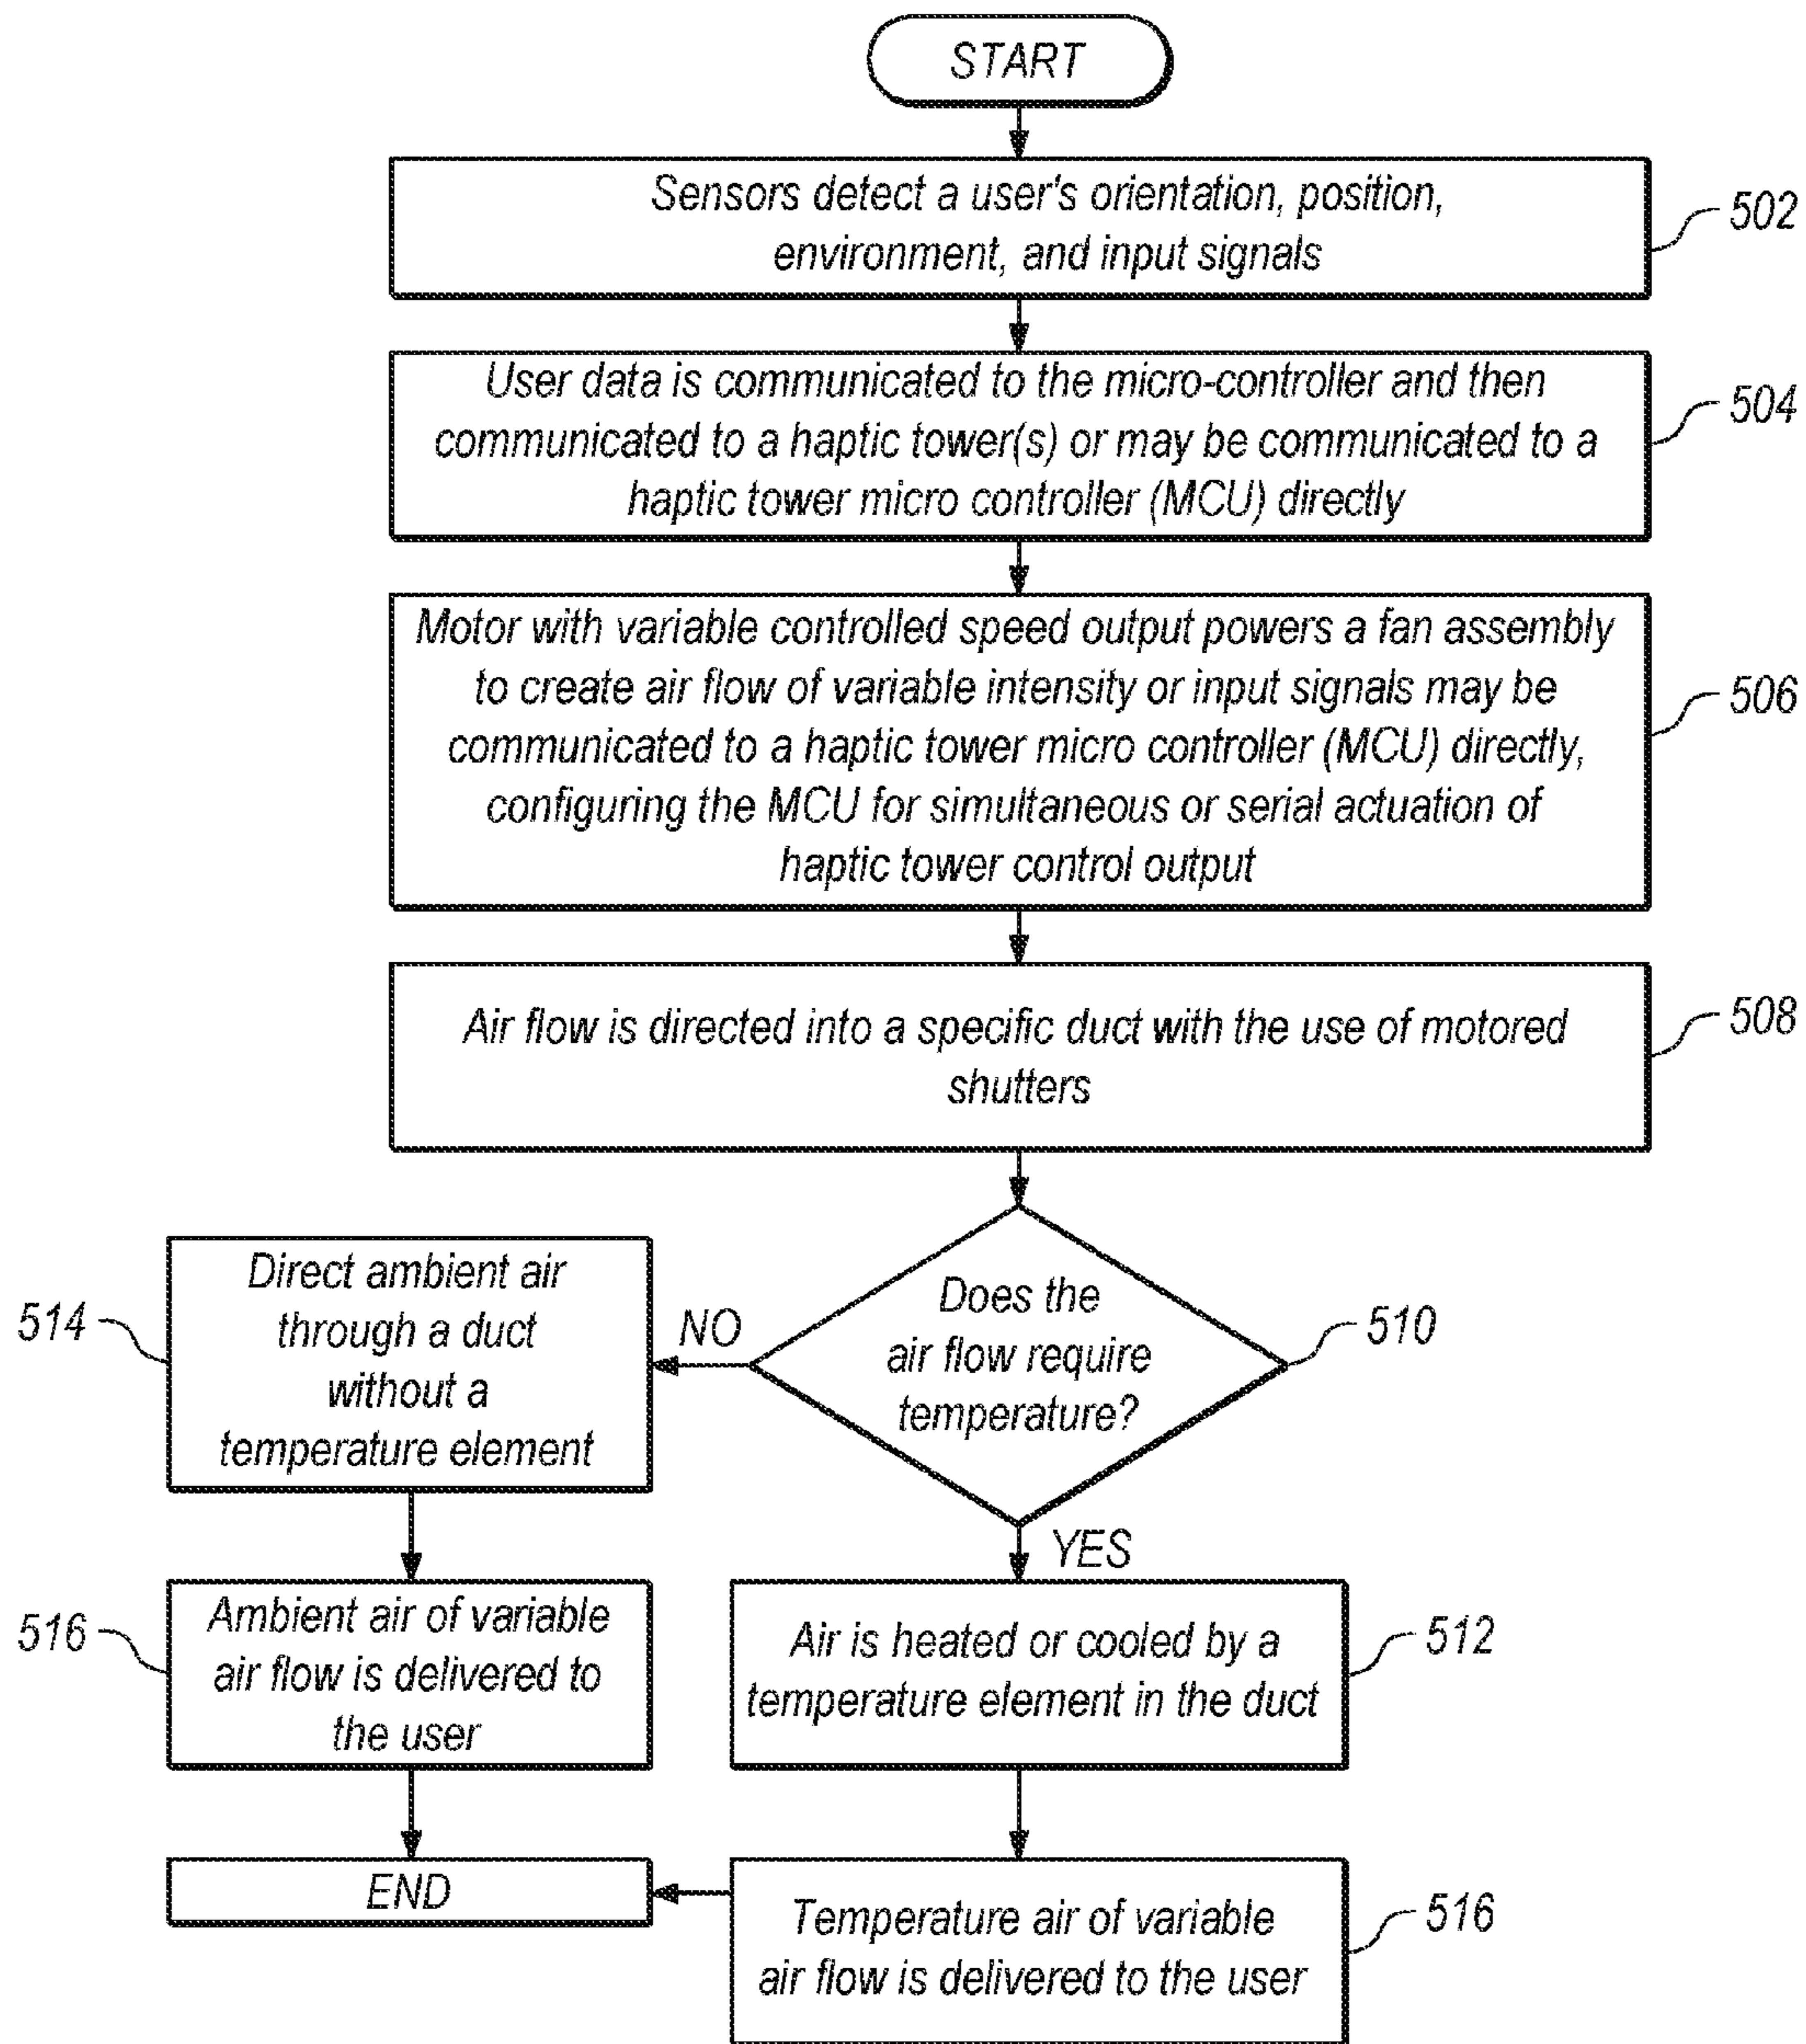 START
Sensors detect a user's orientation, position,
environment, and input signals
502
User data is communicated to the micro-controller and then
communicated to a haptic tower(s) or may be communicated to a
haptic tower micro controller (MCU) directly
504
Motor with variable controlled speed output powers a fan assembly
to create air flow of variable intensity or input signals may be
communicated to a haptic tower micro controller (MCU) directly,
configuring the MCU for simultaneous or serial actuation of
haptic tower control output
506
Air flow is directed into a specific duct with the use of motored
shutters
508
Does the
air flow require
temperature?
510
NO
YES
514
Direct ambient air
through a duct
without a
temperature element
516
Ambient air of variable
air flow is delivered to
the user
Air is heated or cooled by a
temperature element in the duct
512
END
Temperature air of variable
air flow is delivered to the user
516